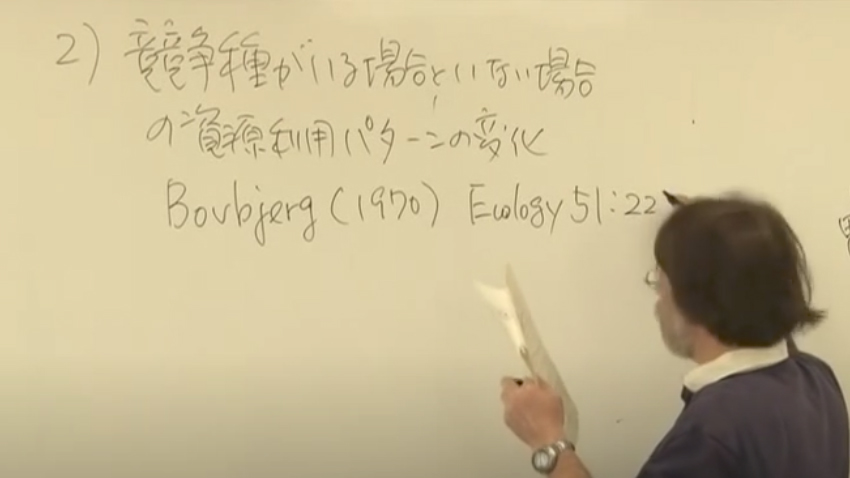 2) 競争種がいる場合といない場合
の資源利用パターンの変化
Bovbjerg (1970) Ecology 51: 22